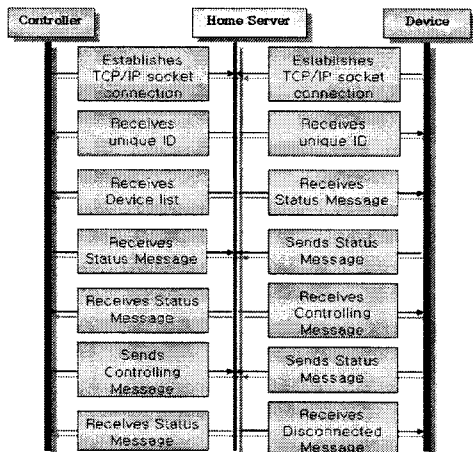 Controller
Home Server
Device
Establishes
TCP/IP socket
connection
Establishes
TCP/IP socket
connection
Receives
unique ID
Receives
unique ID
Receives
Device list
Receives
Status Message
Receives
Status Message
Sends Status
Message
Receives Status
Message
Receives
Controlling
Message
Sends
Controlling
Message
Sends Status
Message
Receives Status
Message
Receives
Disconnected
Message